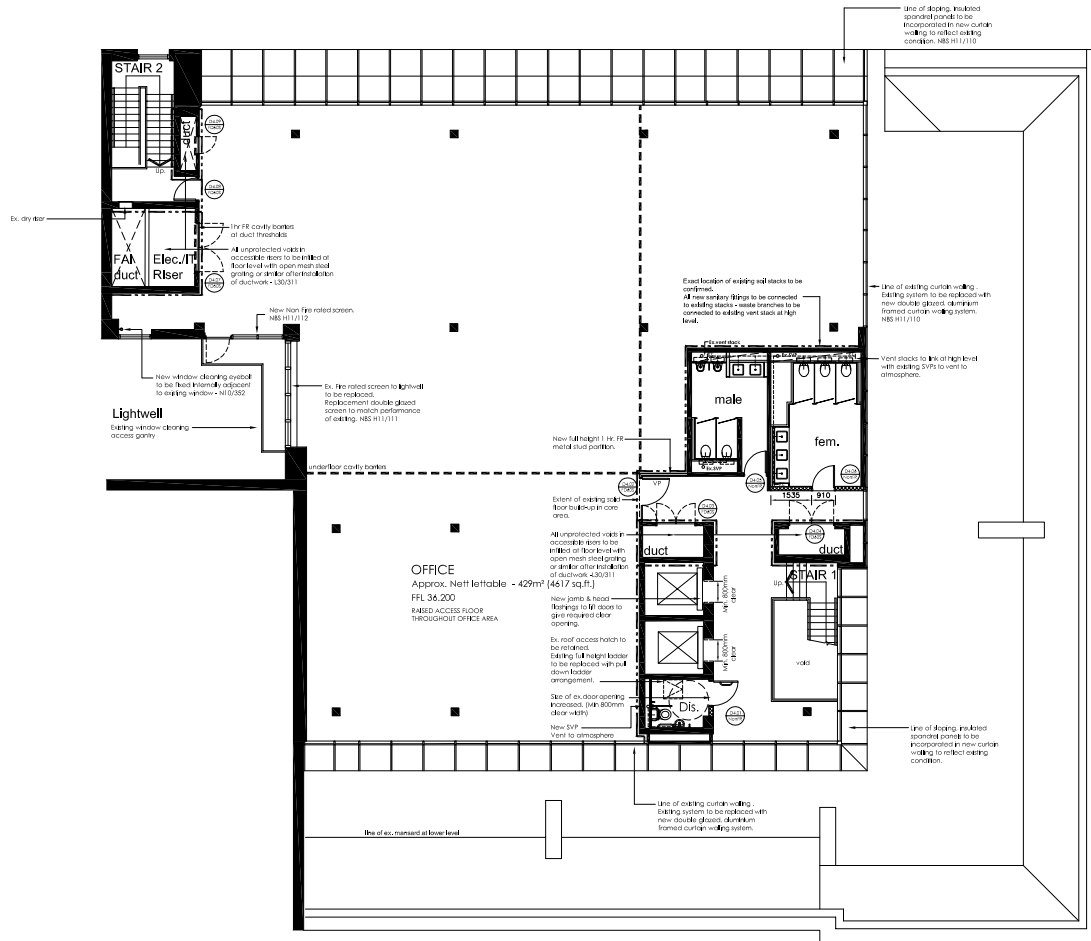 Line of sloping, insulated
spandrel panels to be
incorporated in new curtain
walling to reflect existing
condition. NBS H11/110
STAIR 2
duct
Up.
Ex. dry riser
1hr FR cavity barriers
at duct thresholds
FAI
duct
Elec./IT
Riser
All unprotected voids in
accessible risers to be infilled at
floor level with open mesh steel
grating or similar after installation
of ductwork - L30/311
Exact location of existing soil stacks to be
confirmed.
All new sanitary fittings to be connected
to existing stacks - waste branches to be
connected to existing vent stack at high
level.
Line of existing curtain walling .
Existing system to be replaced with
new double glazed, aluminium
framed curtain walling system.
NBS H11/110
New Non Fire rated screen.
NBS H11/112
Ex.vent stack
Ex.SVP
Vent stacks to link at high level
with existing SVPs to vent to
atmosphere.
New window cleaning eyebolt
to be fixed internally adjacent
to existing window - N10/352
Ex. Fire rated screen to lightwell
to be replaced.
Replacement double glazed
screen to match performance
of existing. NBS H11/111
Lightwell
Existing window cleaning
access gantry
male
fem.
New full height 1 Hr. FR
metal stud partition.
Ex.SVP
underfloor cavity barriers
VP
1535
910
Extent of existing solid
floor build-up in core
area.
All unprotected voids in
accessible risers to be
infilled at floor level with
open mesh steel grating
or similar after installation
of ductwork -L30/311
duct
duct
OFFICE
Approx. Nett lettable - 429m² (4617 sq.ft.)
FFL 36.200
RAISED ACCESS FLOOR
THROUGHOUT OFFICE AREA
STAIR 1
Up.
New jamb & head
flashings to lift doors to
give required clear
opening.
Min. 800mm
clear
Ex. roof access hatch to
be retained.
Existing full height ladder
to be replaced with pull
down ladder
arrangement.
Min. 800mm
clear
void
Size of ex.door opening
increased. (Min 800mm
clear width)
Dis.
New SVP
Vent to atmosphere
Line of sloping, insulated
spandrel panels to be
incorporated in new curtain
walling to reflect existing
condition.
Line of existing curtain walling .
Existing system to be replaced with
new double glazed, aluminium
framed curtain walling system.
line of ex. mansard at lower level